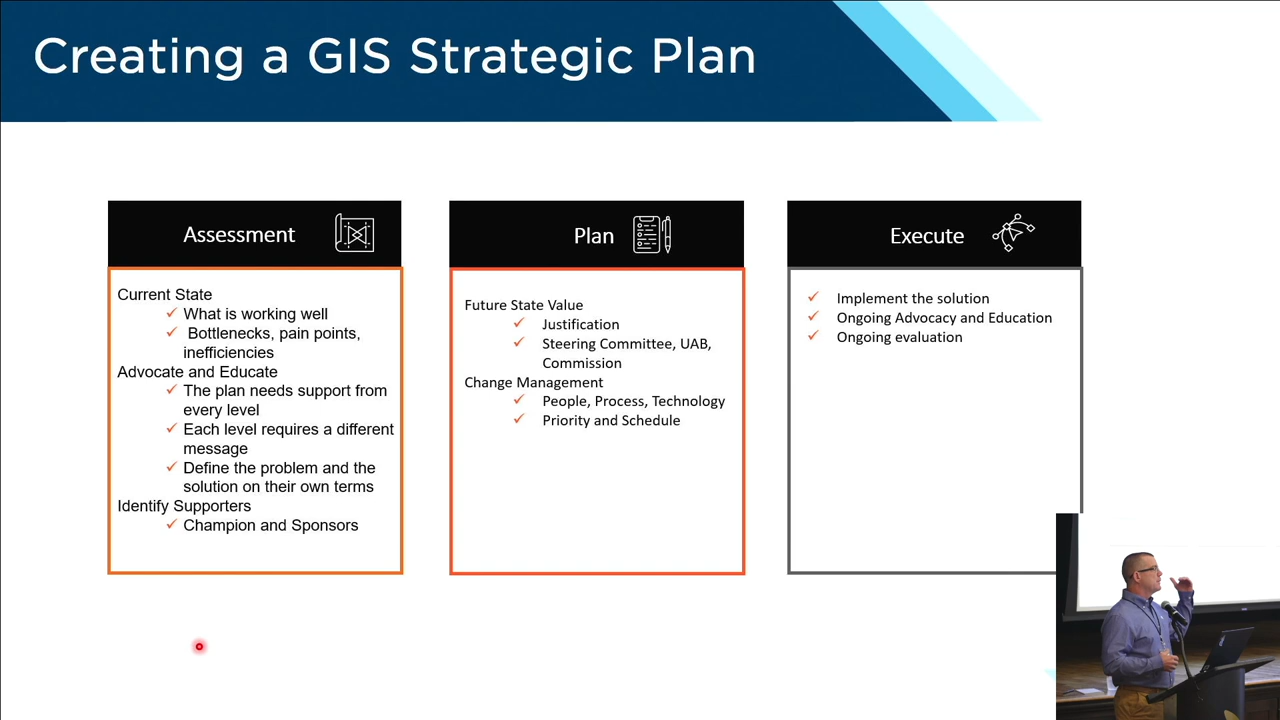 Creating a GIS Strategic Plan
Assessment
Current State
What is working well
Bottlenecks, pain points,
inefficiencies
Advocate and Educate
The plan needs support from
every level
Each level requires a different
message
Define the problem and the
solution on their own terms
Identify Supporters
Champion and Sponsors
Plan
Future State Value
Justification
Steering Committee, UAB,
Commission
Change Management
People, Process, Technology
Priority and Schedule
Execute
Implement the solution
Ongoing Advocacy and Education
Ongoing evaluation